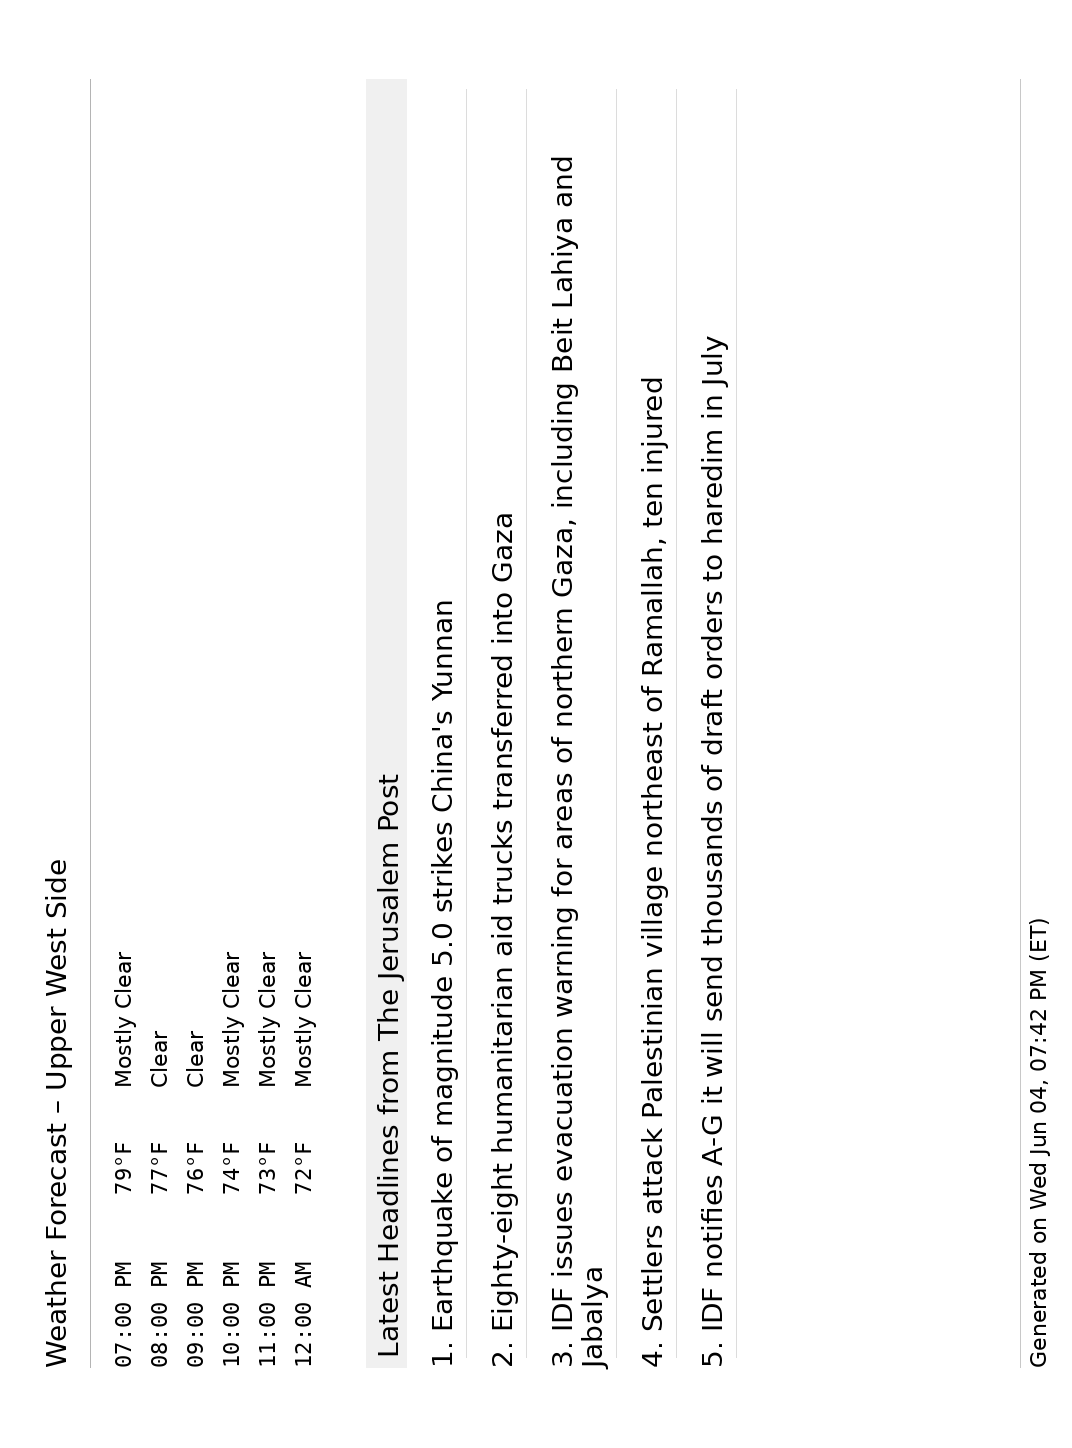 Weather Forecast – Upper West Side
07:00 PM 79°F Mostly Clear
08:00 PM 77°F Clear
09:00 PM 76°F Clear
10:00 PM 74°F Mostly Clear
11:00 PM 73°F Mostly Clear
12:00 AM 72°F Mostly Clear
Latest Headlines from The Jerusalem Post
1. Earthquake of magnitude 5.0 strikes China's Yunnan
2. Eighty-eight humanitarian aid trucks transferred into Gaza
3. IDF issues evacuation warning for areas of northern Gaza, including Beit Lahiya and
Jabalya
4. Settlers attack Palestinian village northeast of Ramallah, ten injured
5. IDF notifies A-G it will send thousands of draft orders to haredim in July
Generated on Wed Jun 04, 07:42 PM (ET)